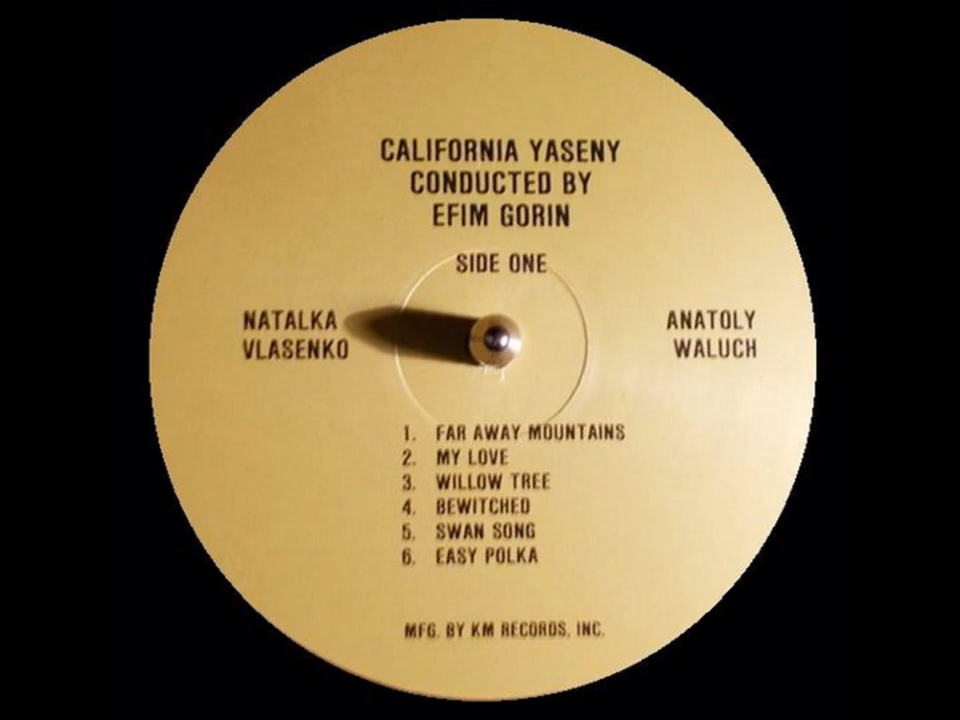 CALIFORNIA YASENY
CONDUCTED BY
EFIM GORIN
SIDE ONE
NATALKA
VLASENKO
ANATOLY
WALUCH
1. FAR AWAY MOUNTAINS
2. MY LOVE
3. WILLOW TREE
4. BEWITCHED
5. SWAN SONG
6. EASY POLKA
MFG. BY KM RECORDS, INC.